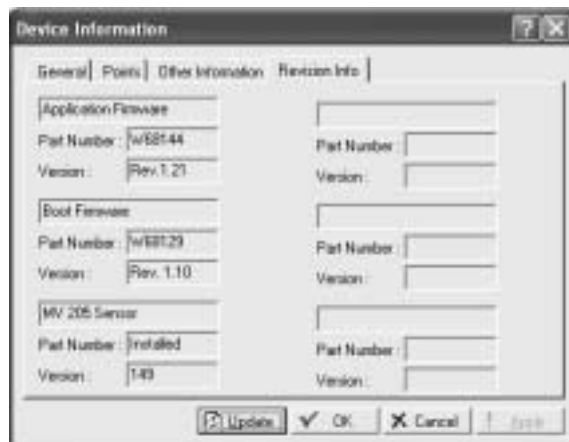 Device Information
General Points Other Information Revision Info
Application Firmware
Part Number : W68144
Version : Rev.1.21
Part Number :
Version :
Boot Firmware
Part Number : W68129
Version : Rev. 1.10
Part Number :
Version :
MV 205 Sensor
Part Number : Installed
Version : 149
Part Number :
Version :
Update OK Cancel Apply